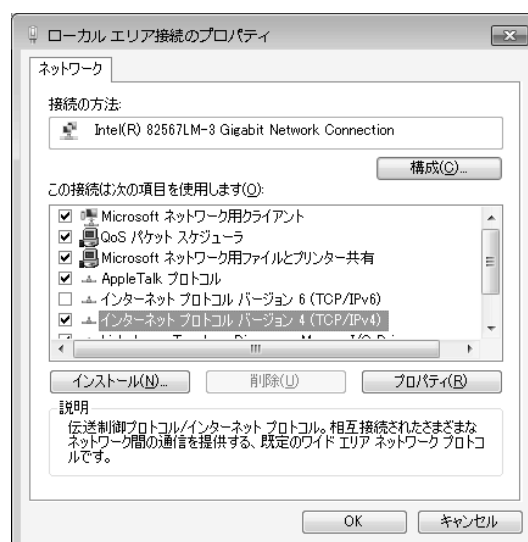 ローカル エリア接続のプロパティ
ネットワーク
接続の方法:
Intel(R) 82567LM-3 Gigabit Network Connection
構成(C)...
この接続は次の項目を使用します(O):
Microsoft ネットワーク用クライアント
QoS パケット スケジューラ
Microsoft ネットワーク用ファイルとプリンター共有
AppleTalk プロトコル
インターネット プロトコル バージョン 6 (TCP/IPv6)
インターネット プロトコル バージョン 4 (TCP/IPv4)
インストール(N)...
削除(U)
プロパティ(R)
説明
伝送制御プロトコル/インターネット プロトコル。相互接続されたさまざまな
ネットワーク間の通信を提供する、既定のワイド エリア ネットワーク プロトコ
ルです。
OK
キャンセル